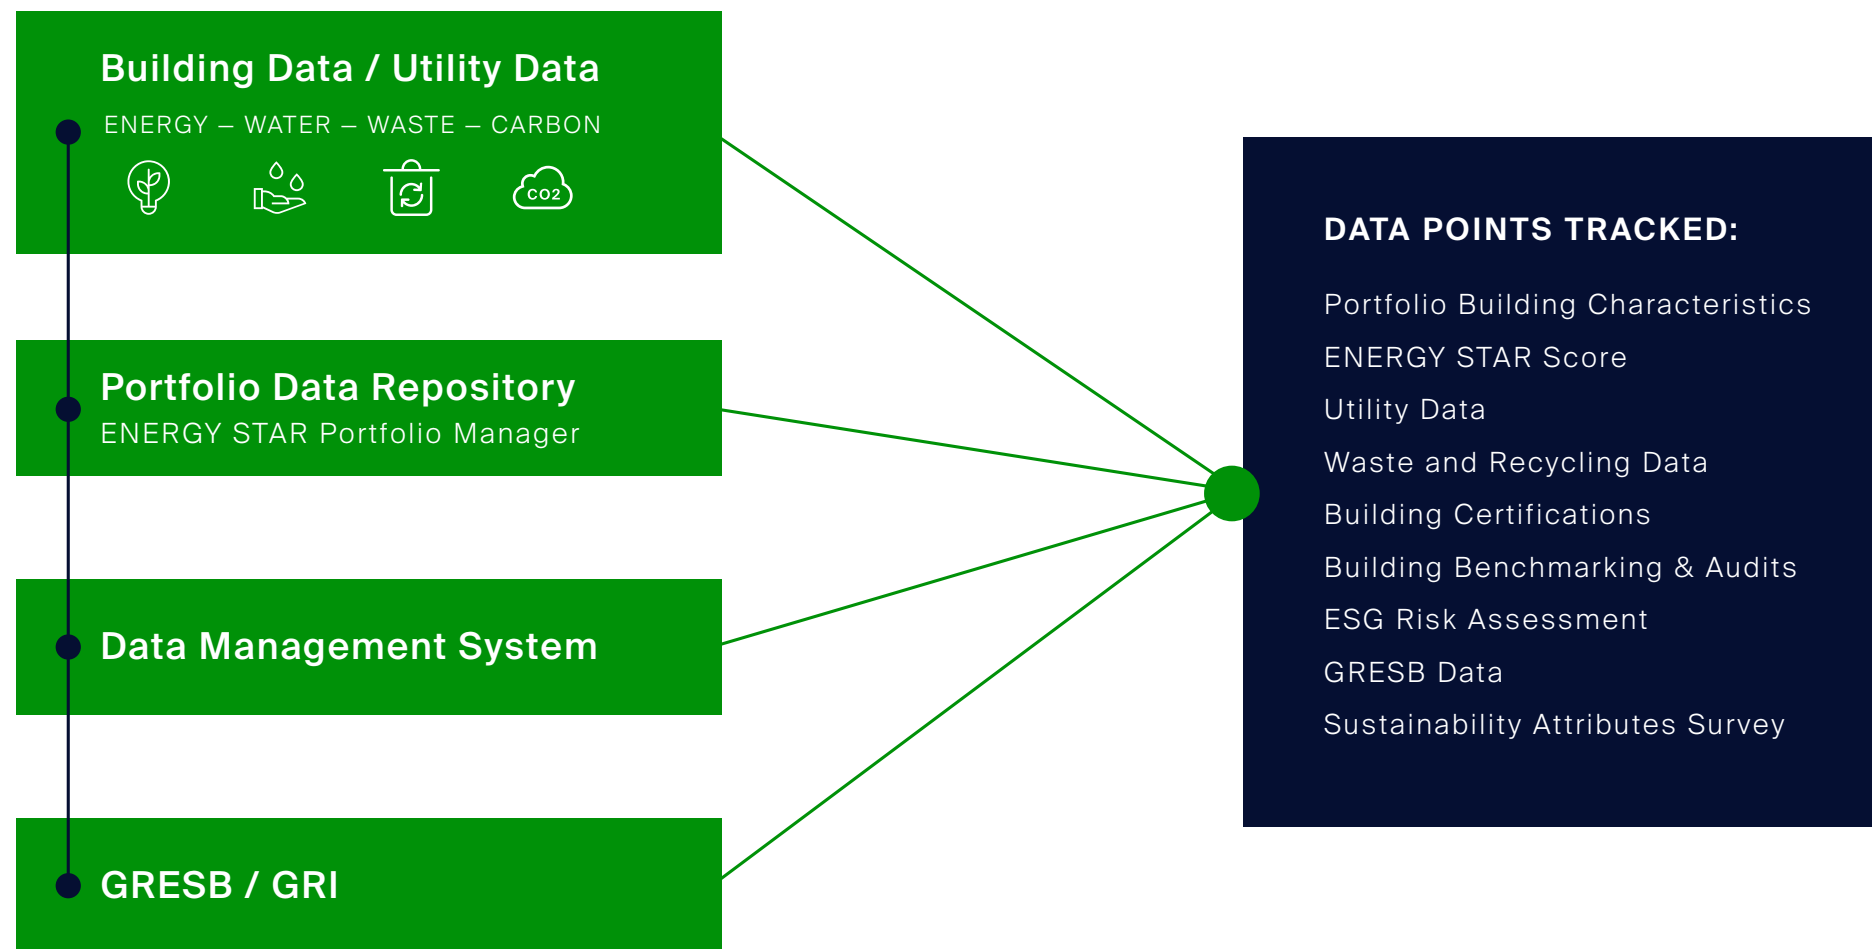 Building Data / Utility Data
ENERGY – WATER – WASTE – CARBON
CO2
Portfolio Data Repository
ENERGY STAR Portfolio Manager
Data Management System
GRESB / GRI
DATA POINTS TRACKED:
Portfolio Building Characteristics
ENERGY STAR Score
Utility Data
Waste and Recycling Data
Building Certifications
Building Benchmarking & Audits
ESG Risk Assessment
GRESB Data
Sustainability Attributes Survey